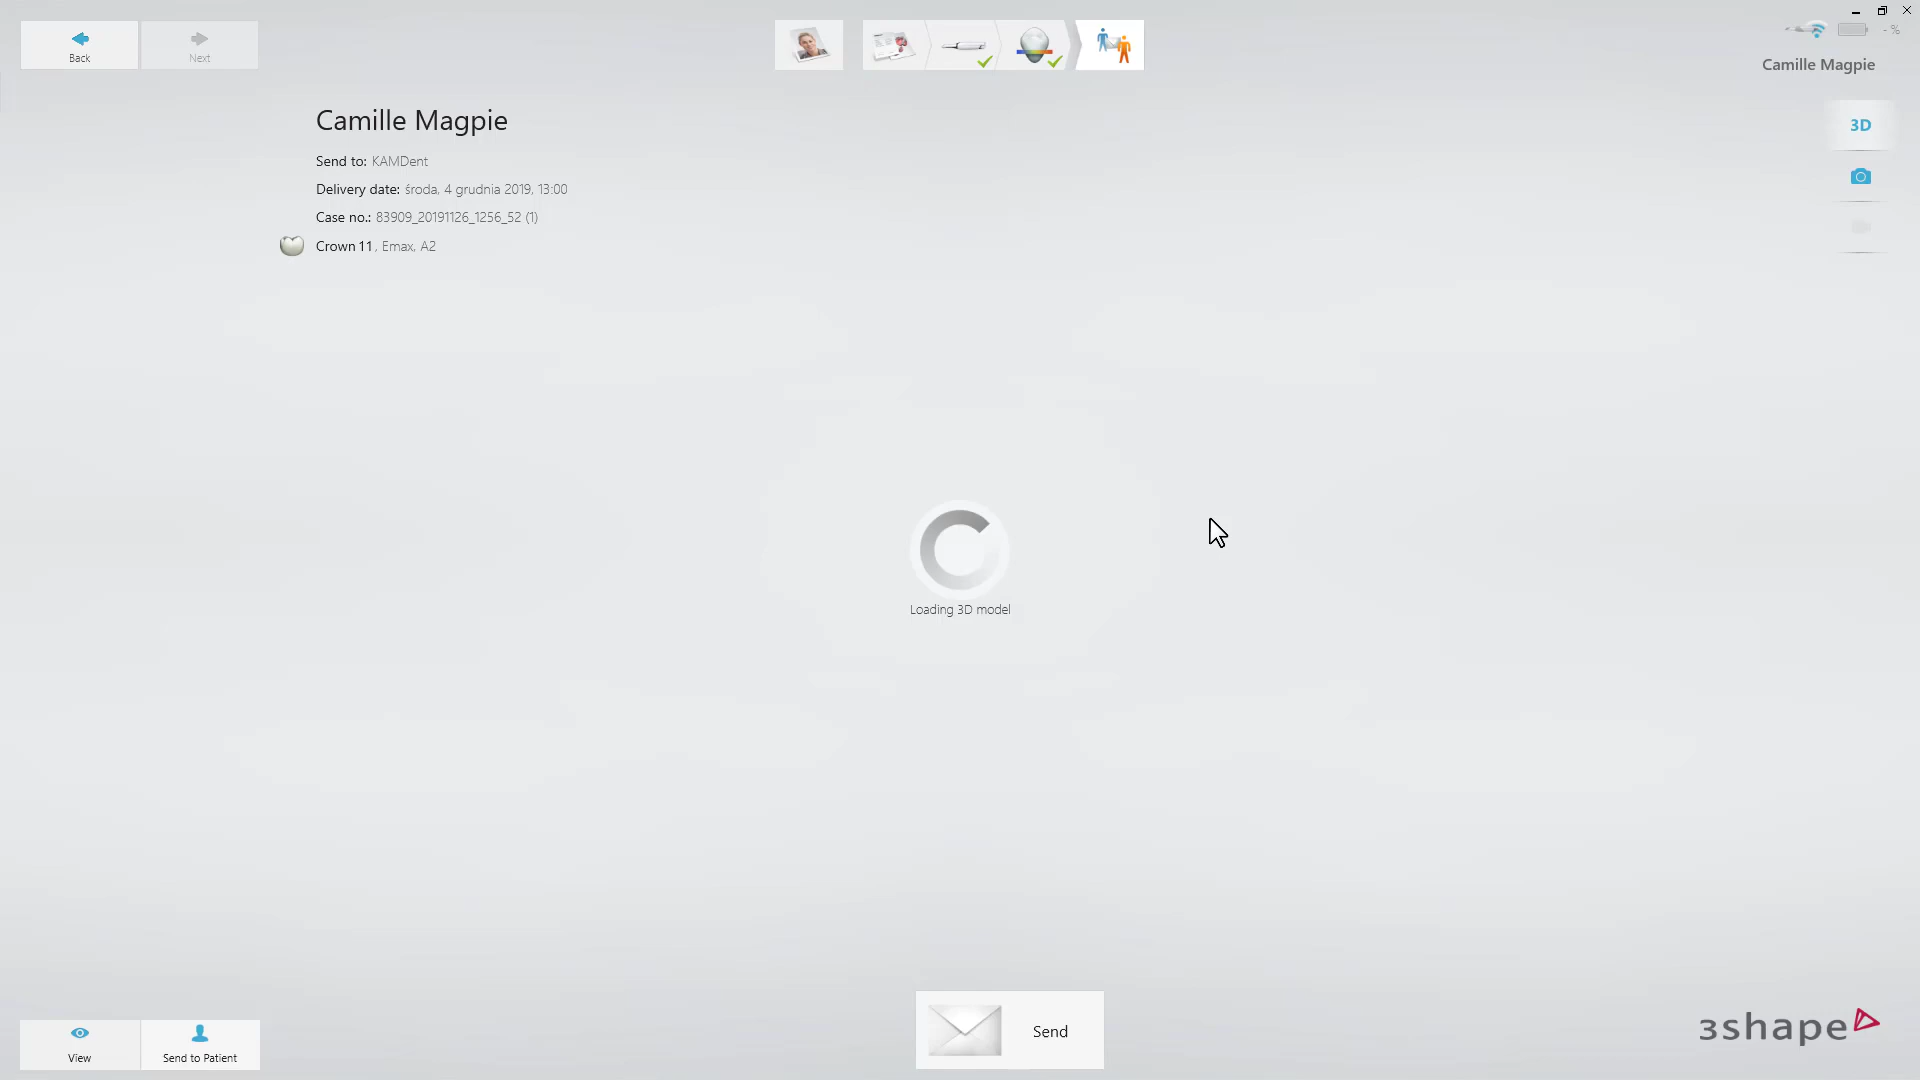 Back
Next
- %
Camille Magpie
Camille Magpie
Send to: KAMDent
Delivery date: środa, 4 grudnia 2019, 13:00
Case no.: 83909_20191126_1256_52 (1)
Crown 11, Emax, A2
3D
Loading 3D model
View
Send to Patient
Send
3shape